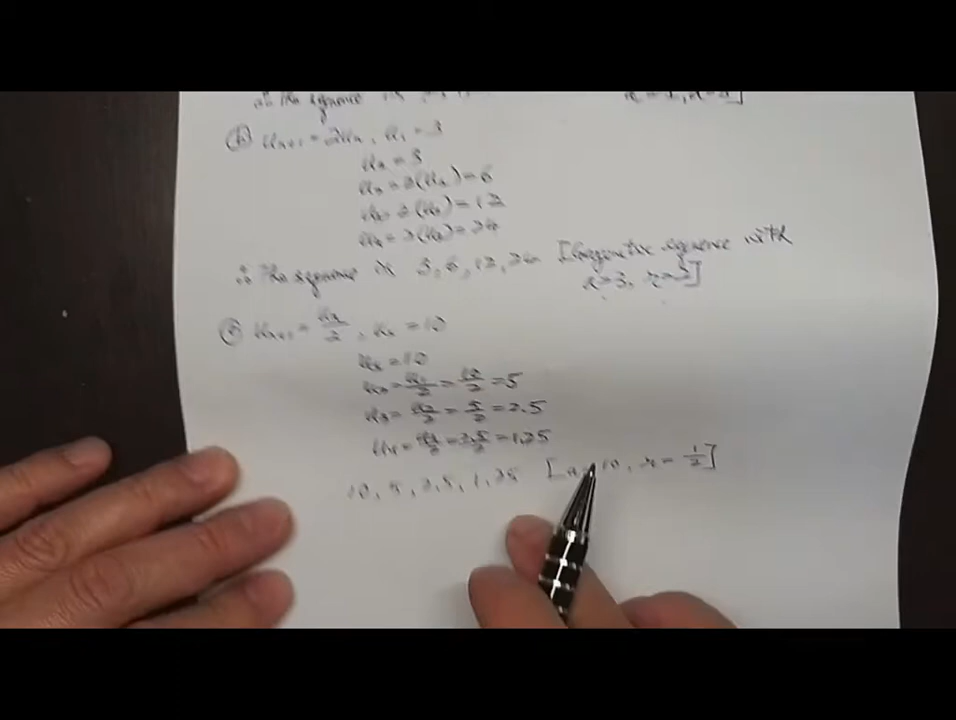 ∴ The sequence is
(b) uₙ₊₁ = 2uₙ, u₁ = 3
= 3
= 2(u₁) = 6
= 2(u₂) = 12
u₄ = 2(u₃) = 24
∴ The sequence is 3, 6, 12, 24 [Geometric sequence with
a = 3, r = 2]
uₙ₊₁ = uₙ/2, u₁ = 10
u₁ = 10
u₂ = u₁/2 = 10/2 = 5
u₃ = u₂/2 = 5/2 = 2.5
u₄ = u₃/2 = 2.5/2 = 1.25
10, 5, 2.5, 1.25 [a = 10, r = 1/2]